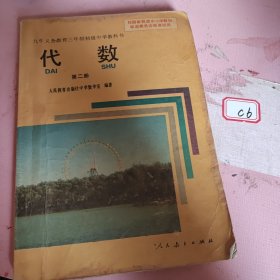 九年义务教育三年制初级中学教科书
代数
DAI SHU
第二册
人民教育出版社中学数学室 编著
人民教育出版社
cb